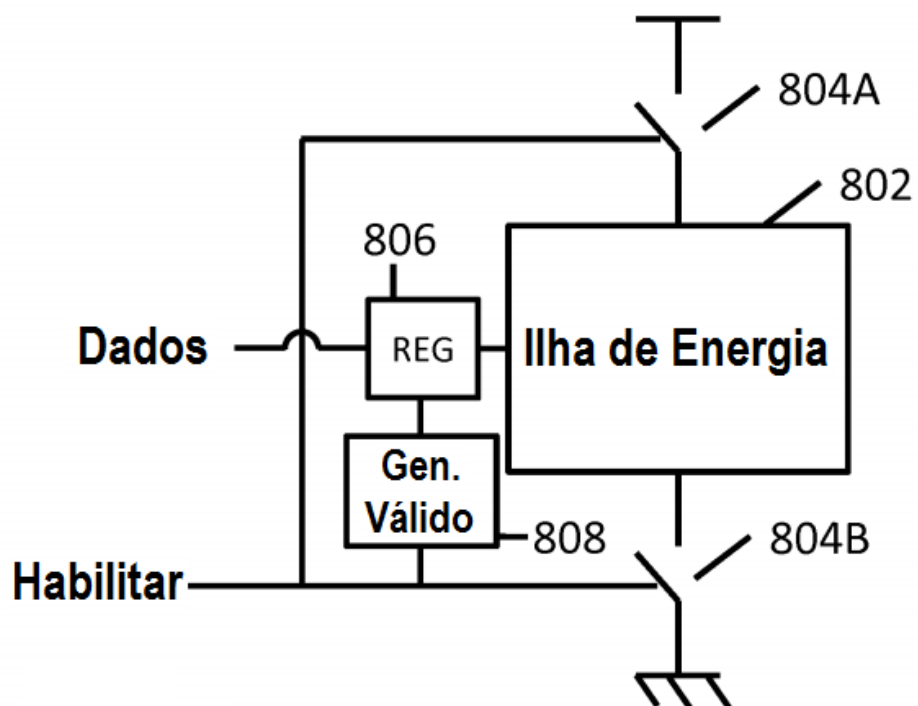 804A
802
806
Dados
REG
Ilha de Energia
Gen.
Válido
808
804B
Habilitar